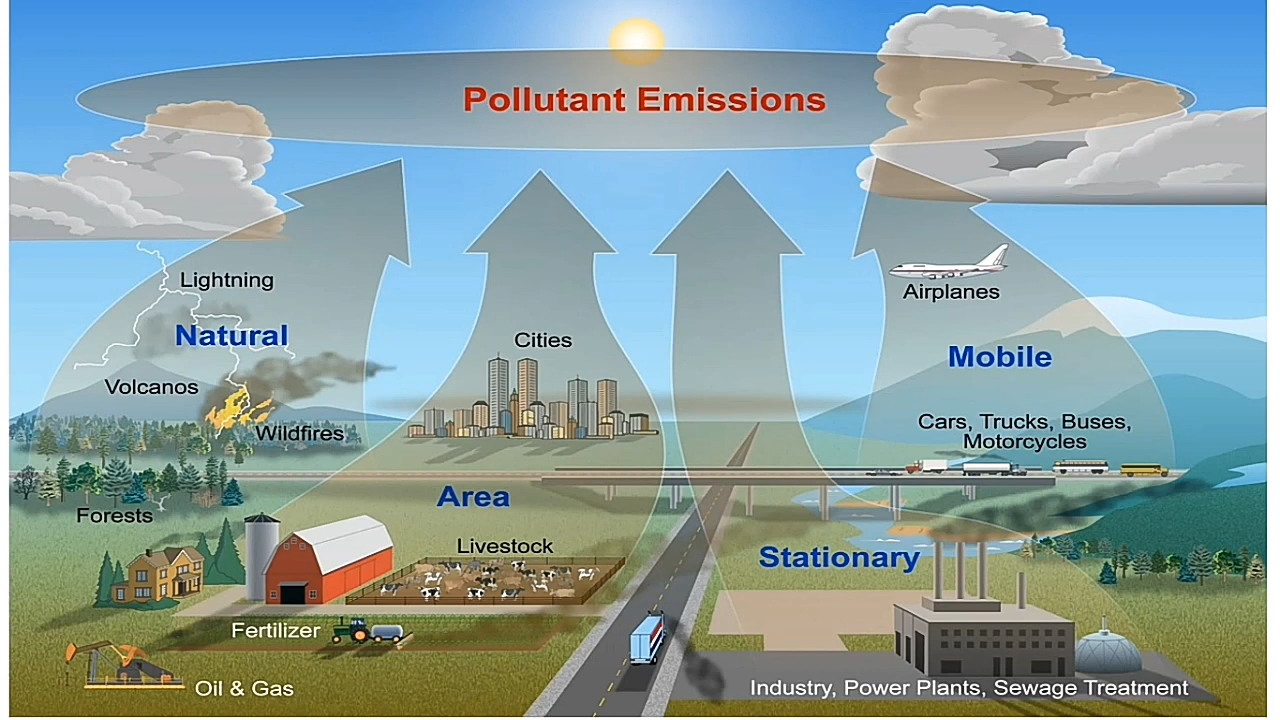 Pollutant Emissions
Lightning
Natural
Volcanos
Wildfires
Forests
Cities
Area
Livestock
Fertilizer
Oil & Gas
Airplanes
Mobile
Cars, Trucks, Buses,
Motorcycles
Stationary
Industry, Power Plants, Sewage Treatment